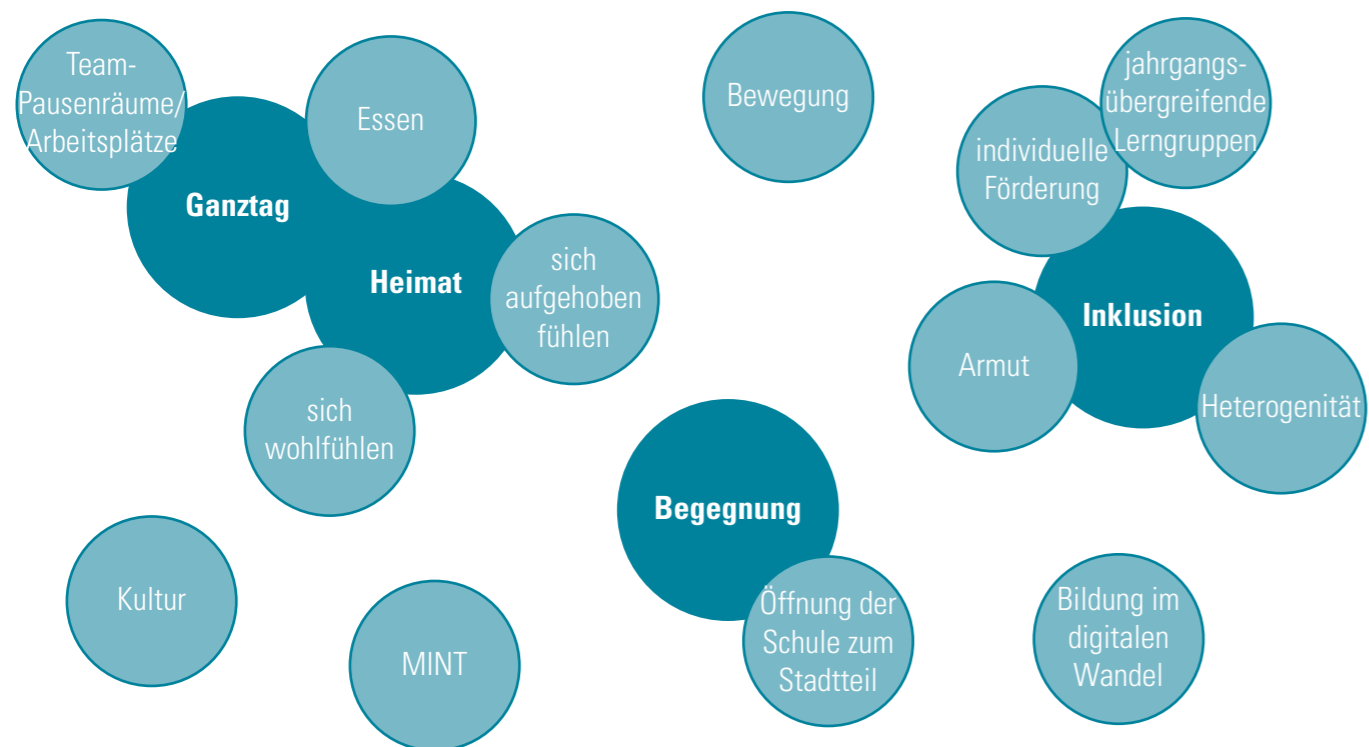 Team-
Pausenräume/
Arbeitsplätze
Essen
Ganztag
Heimat
sich
aufgehoben
fühlen
sich
wohlfühlen
Bewegung
jahrgangs-
übergreifende
Lerngruppen
individuelle
Förderung
Inklusion
Armut
Heterogenität
Begegnung
Öffnung der
Schule zum
Stadtteil
Kultur
MINT
Bildung im
digitalen
Wandel